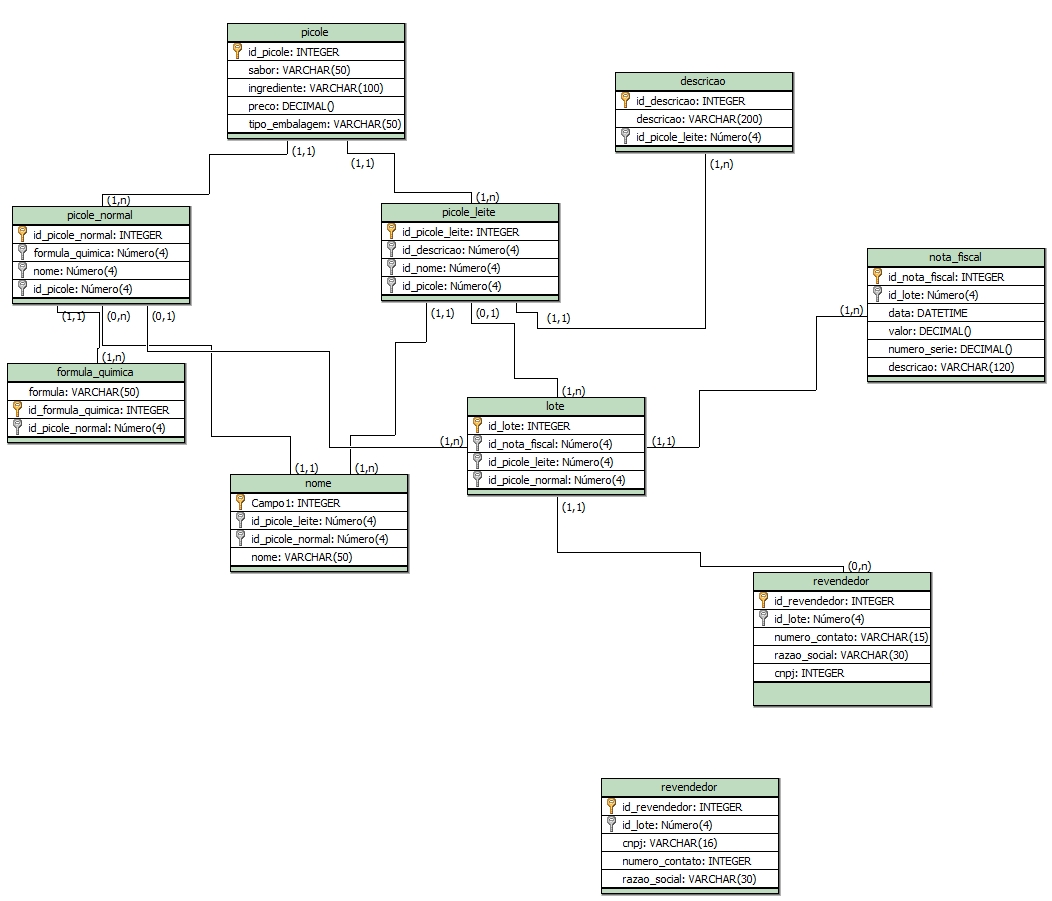 picole
id_picole: INTEGER
sabor: VARCHAR(50)
ingrediente: VARCHAR(100)
preco: DECIMAL()
tipo_embalagem: VARCHAR(50)
(1,1)
(1,1)
descricao
id_descricao: INTEGER
descricao: VARCHAR(200)
id_picole_leite: Número(4)
(1,n)
(1,n)
picole_normal
id_picole_normal: INTEGER
formula_quimica: Número(4)
nome: Número(4)
id_picole: Número(4)
(1,1) (0,n) (0,1)
(1,n)
picole_leite
id_picole_leite: INTEGER
id_descricao: Número(4)
id_nome: Número(4)
id_picole: Número(4)
(1,1) (0,1) (1,1)
nota_fiscal
id_nota_fiscal: INTEGER
id_lote: Número(4)
data: DATETIME
valor: DECIMAL()
numero_serie: DECIMAL()
descricao: VARCHAR(120)
(1,n)
(1,n)
formula_quimica
formula: VARCHAR(50)
id_formula_quimica: INTEGER
id_picole_normal: Número(4)
(1,n)
lote
id_lote: INTEGER
id_nota_fiscal: Número(4)
id_picole_leite: Número(4)
id_picole_normal: Número(4)
(1,n)
(1,1)
(1,1)
(1,1) (1,n)
nome
Campo1: INTEGER
id_picole_leite: Número(4)
id_picole_normal: Número(4)
nome: VARCHAR(50)
(0,n)
revendedor
id_revendedor: INTEGER
id_lote: Número(4)
numero_contato: VARCHAR(15)
razao_social: VARCHAR(30)
cnpj: INTEGER
revendedor
id_revendedor: INTEGER
id_lote: Número(4)
cnpj: VARCHAR(16)
numero_contato: INTEGER
razao_social: VARCHAR(30)